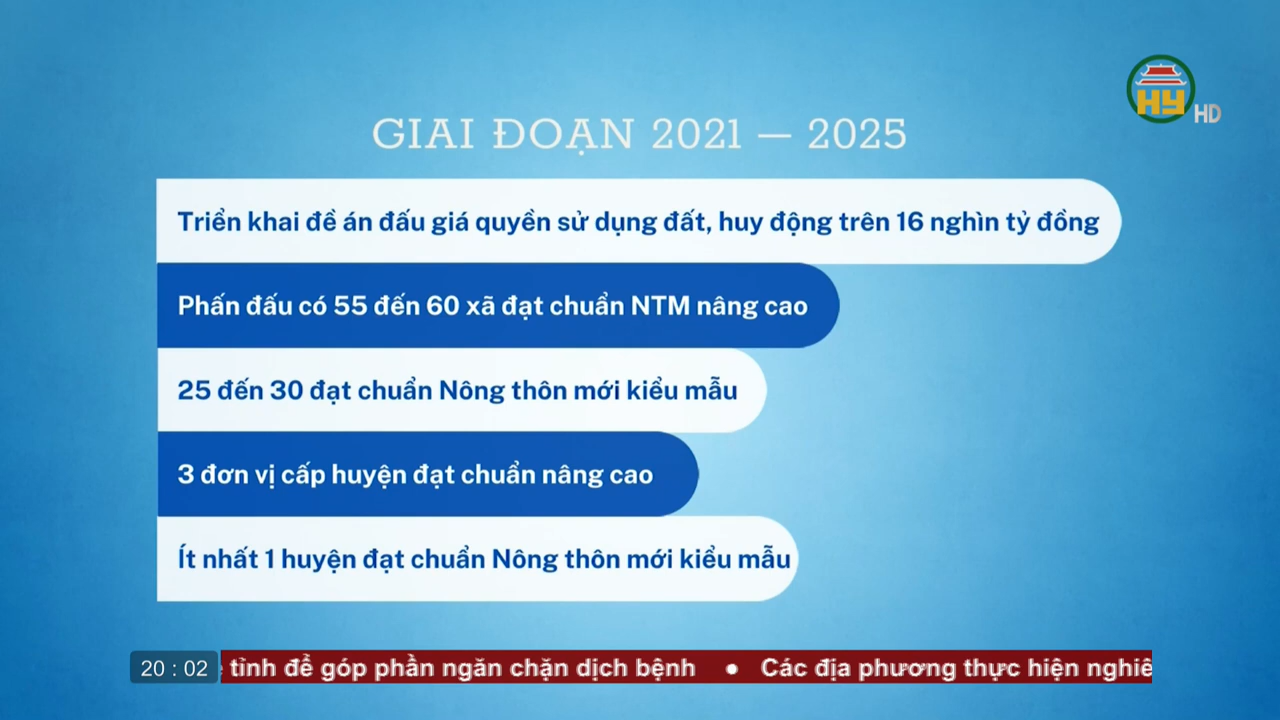 HY HD
GIAI ĐOẠN 2021 — 2025
Triển khai đề án đấu giá quyền sử dụng đất, huy động trên 16 nghìn tỷ đồng
Phấn đấu có 55 đến 60 xã đạt chuẩn NTM nâng cao
25 đến 30 đạt chuẩn Nông thôn mới kiểu mẫu
3 đơn vị cấp huyện đạt chuẩn nâng cao
Ít nhất 1 huyện đạt chuẩn Nông thôn mới kiểu mẫu
20 : 02 tỉnh để góp phần ngăn chặn dịch bệnh ● Các địa phương thực hiện